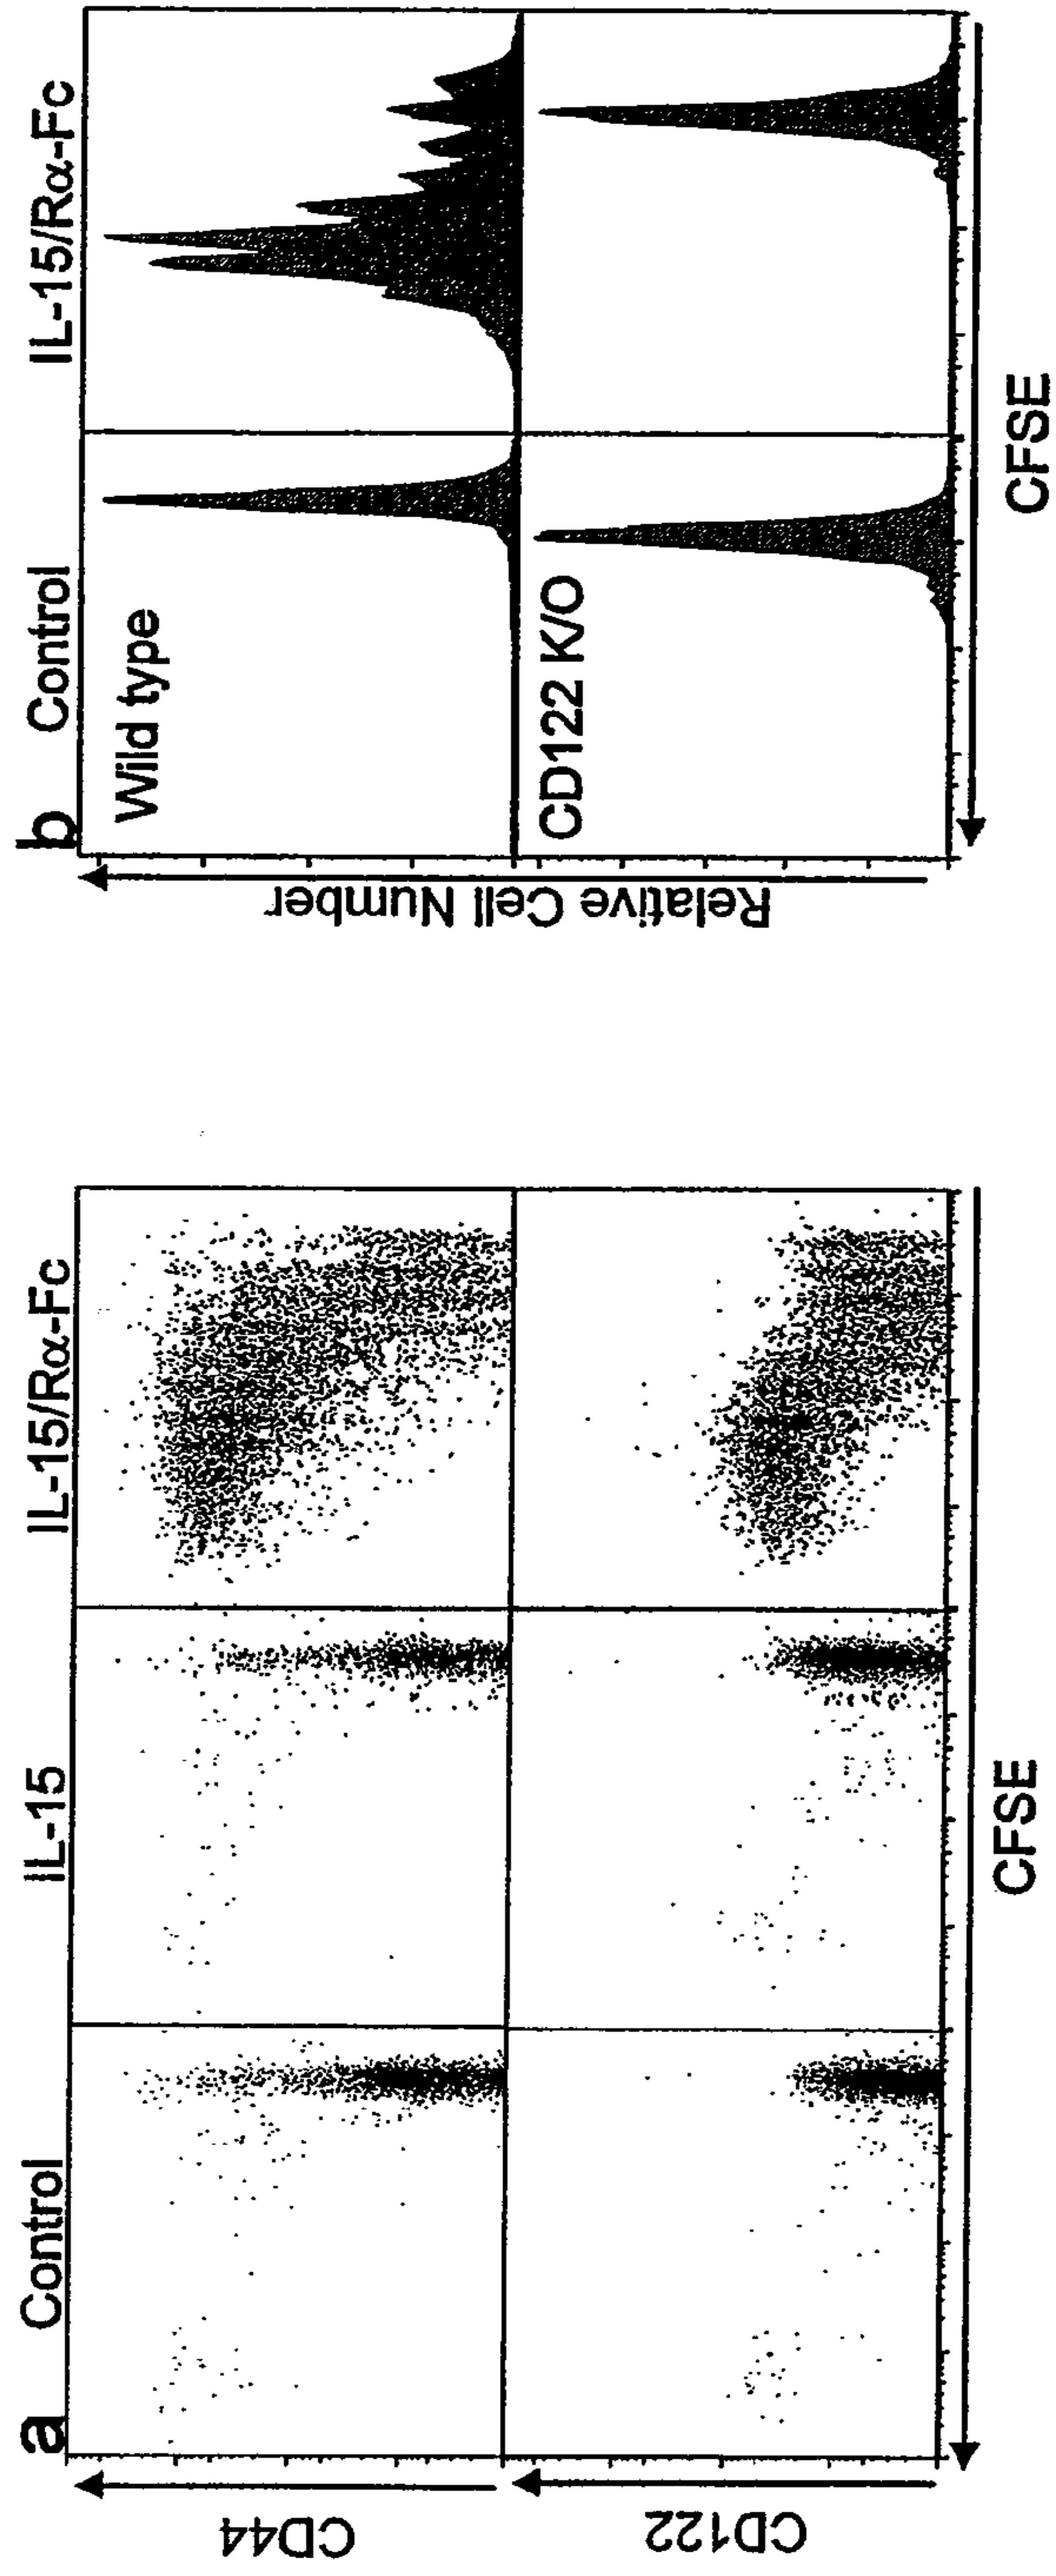 a
Control
IL-15
IL-15/Rα-Fc
CD44
CD122
CFSE
b
Control
IL-15/Rα-Fc
Wild type
CD122 K/O
Relative Cell Number
CFSE